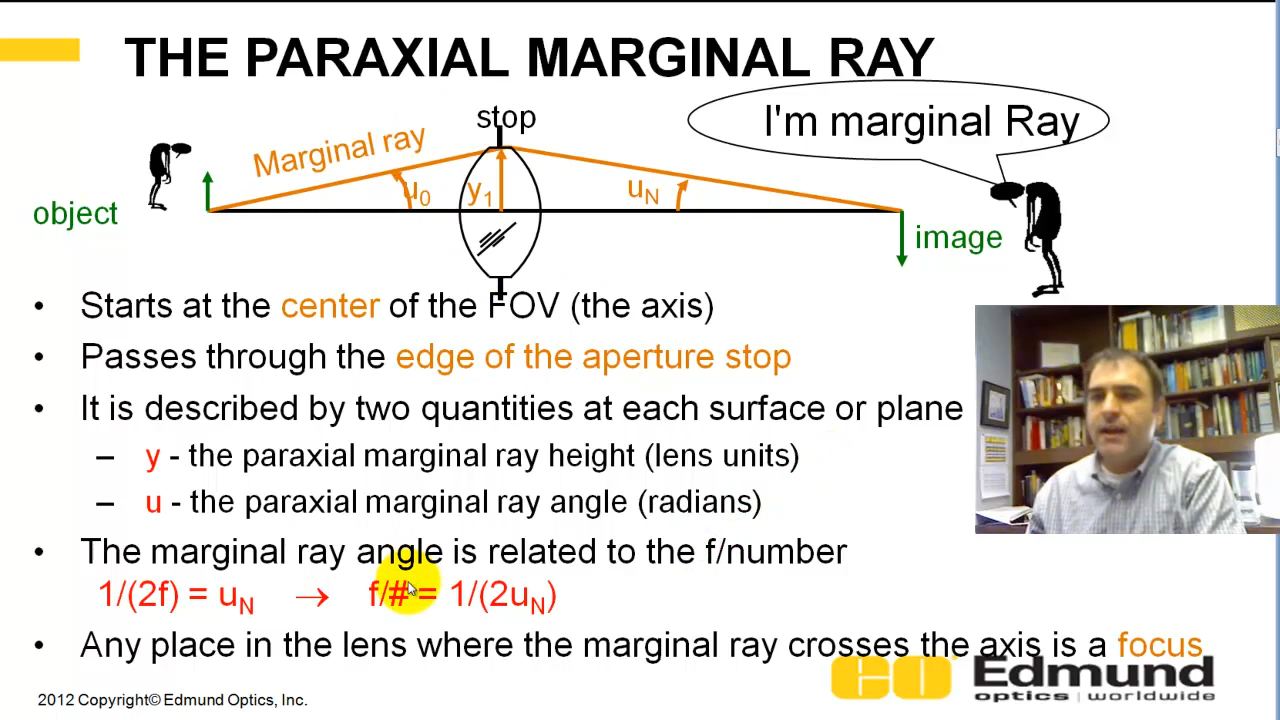 THE PARAXIAL MARGINAL RAY
stop
I'm marginal Ray
Marginal ray
u0
y1
uN
object
image
• Starts at the center of the FOV (the axis)
• Passes through the edge of the aperture stop
• It is described by two quantities at each surface or plane
– y - the paraxial marginal ray height (lens units)
– u - the paraxial marginal ray angle (radians)
• The marginal ray angle is related to the f/number
1/(2f) = uN → f/# = 1/(2uN)
• Any place in the lens where the marginal ray crosses the axis is a focus
EO Edmund
optics | worldwide
2012 Copyright© Edmund Optics, Inc.